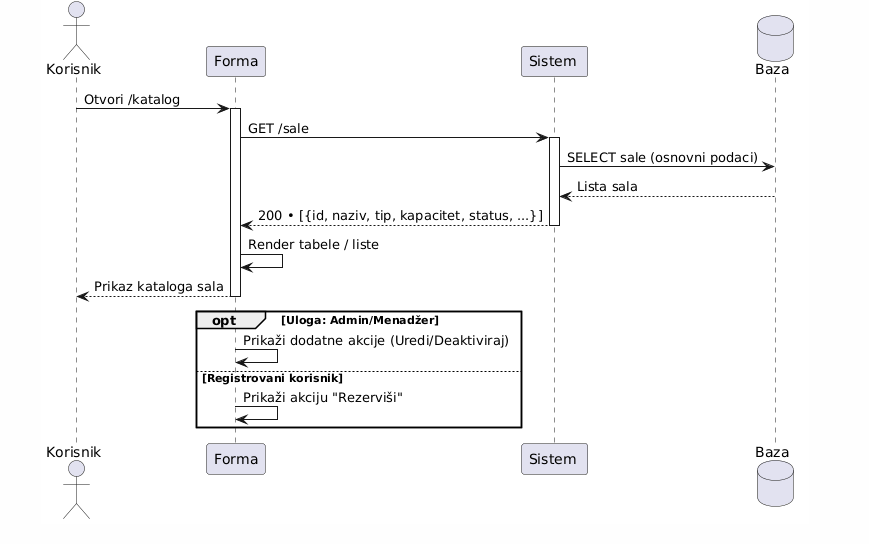 Korisnik
Forma
Sistem
Baza
Otvori /katalog
GET /sale
SELECT sale (osnovni podaci)
Lista sala
200 • [{id, naziv, tip, kapacitet, status, ...}]
Render tabele / liste
Prikaz kataloga sala
opt [Uloga: Admin/Menadžer]
Prikaži dodatne akcije (Uredi/Deaktiviraj)
[Registrovani korisnik]
Prikaži akciju "Rezerviši"
Korisnik
Forma
Sistem
Baza